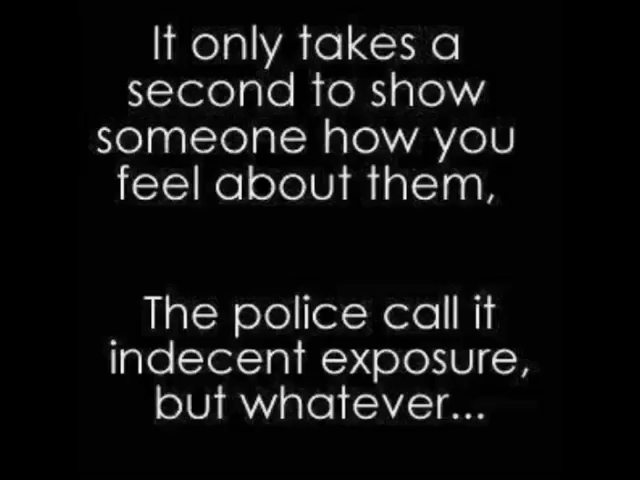 It only takes a
second to show
someone how you
feel about them,
The police call it
indecent exposure,
but whatever...